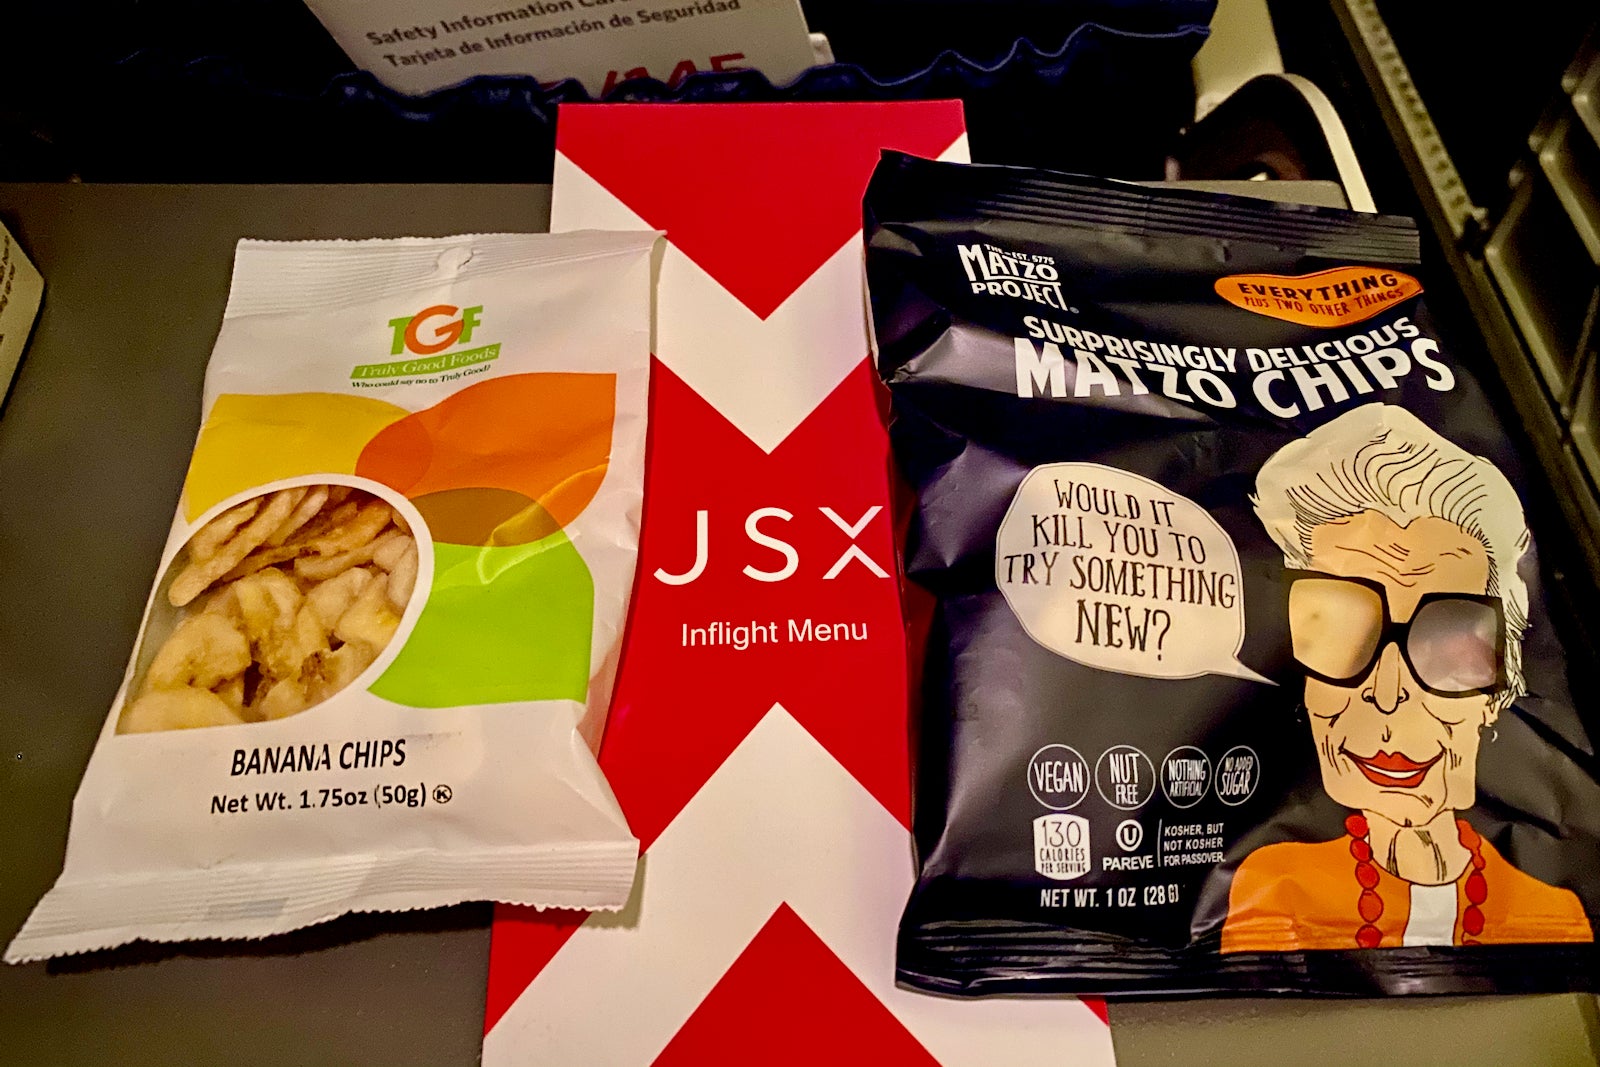 Safety Information Card
Tarjeta de Información de Seguridad
TGF
Truly Good Foods
Who could say no to Truly Good?
BANANA CHIPS
Net Wt. 1.75oz (50g) K
JSX
Inflight Menu
THE EST. 5775
MATZO
PROJECT
EVERYTHING
PLUS TWO OTHER THINGS
SURPRISINGLY DELICIOUS
MATZO CHIPS
WOULD IT
KILL YOU TO
TRY SOMETHING
NEW?
VEGAN
NUT
FREE
NOTHING
ARTIFICIAL
NO ADDED
SUGAR
130
CALORIES
PER SERVING
U
PAREVE
KOSHER, BUT
NOT KOSHER
FOR PASSOVER.
NET WT. 1 OZ (28 G)